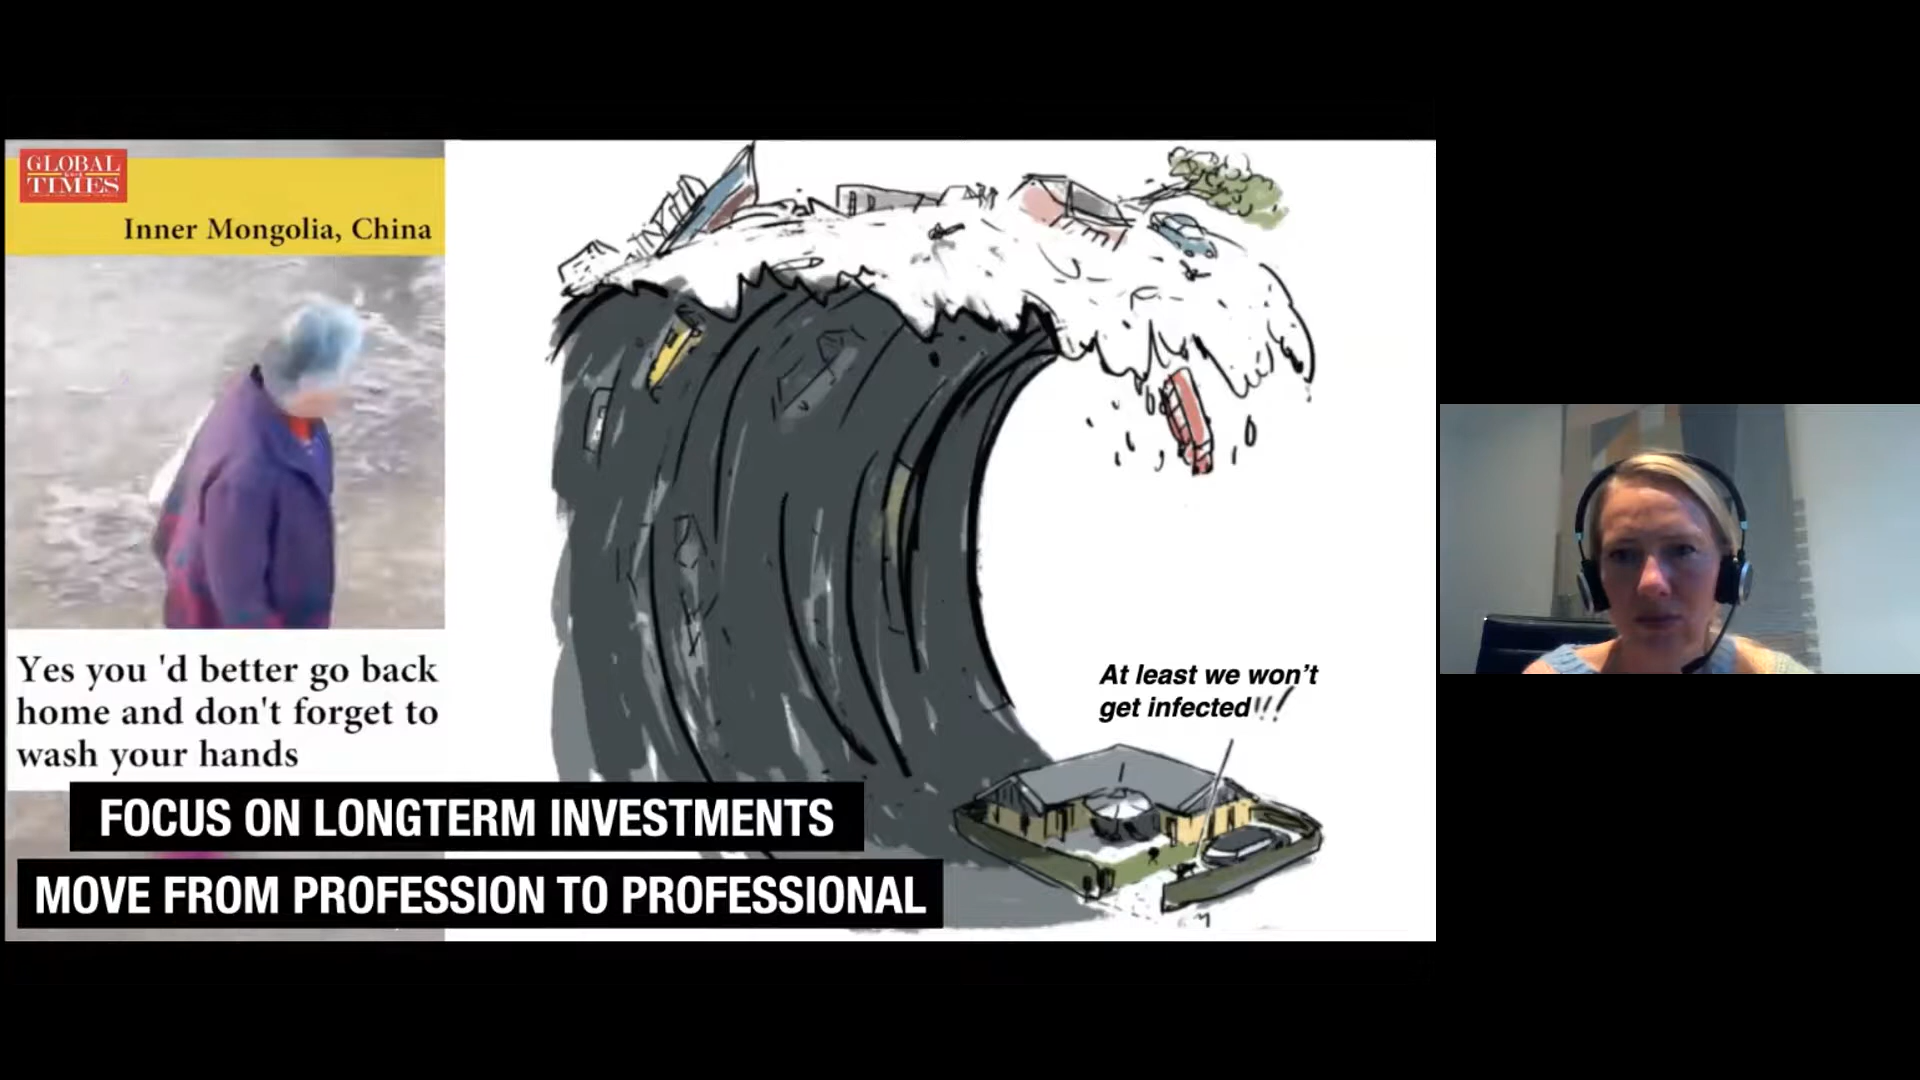 GLOBAL
TIMES
Inner Mongolia, China
Yes you 'd better go back
home and don't forget to
wash your hands
At least we won't
get infected!!!
FOCUS ON LONGTERM INVESTMENTS
MOVE FROM PROFESSION TO PROFESSIONAL